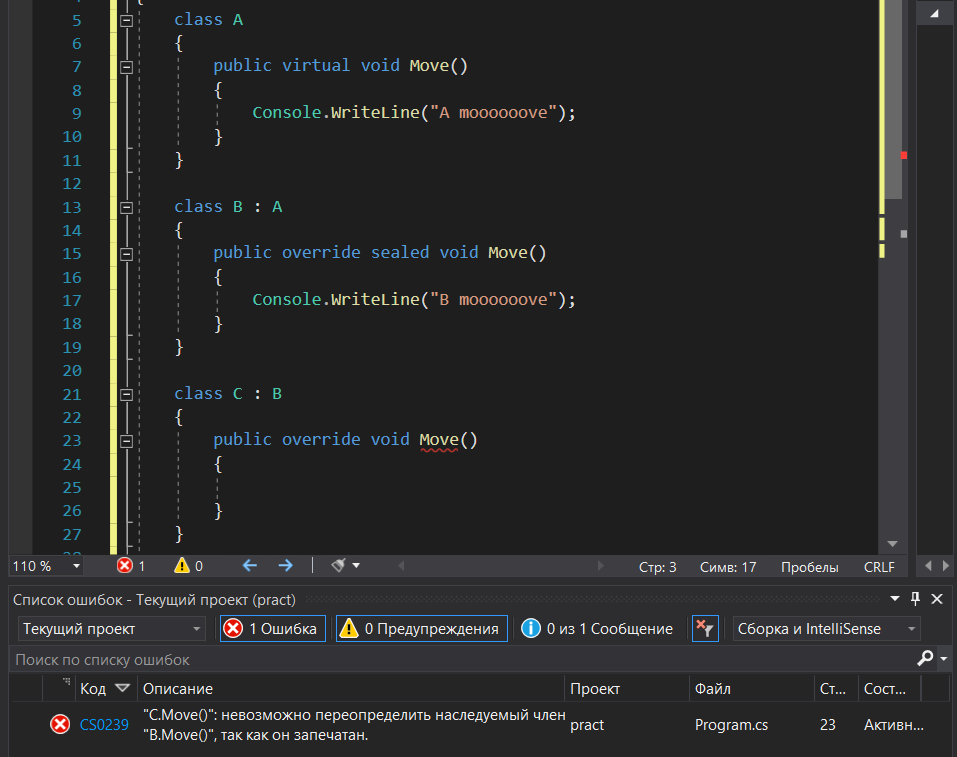 5 class A
6 {
7 public virtual void Move()
8 {
9 Console.WriteLine("A moooooove");
10 }
11 }
12
13 class B : A
14 {
15 public override sealed void Move()
16 {
17 Console.WriteLine("B moooooove");
18 }
19 }
20
21 class C : B
22 {
23 public override void Move()
24 {
25
26 }
27 }
110 % 1 0 Стр: 3 Симв: 17 Пробелы CRLF
Список ошибок - Текущий проект (pract)
Текущий проект 1 Ошибка 0 Предупреждения 0 из 1 Сообщение Сборка и IntelliSense
Поиск по списку ошибок
Код Описание Проект Файл Ст... Сост...
CS0239 "C.Move()": невозможно переопределить наследуемый член pract Program.cs 23 Активн...
"B.Move()", так как он запечатан.